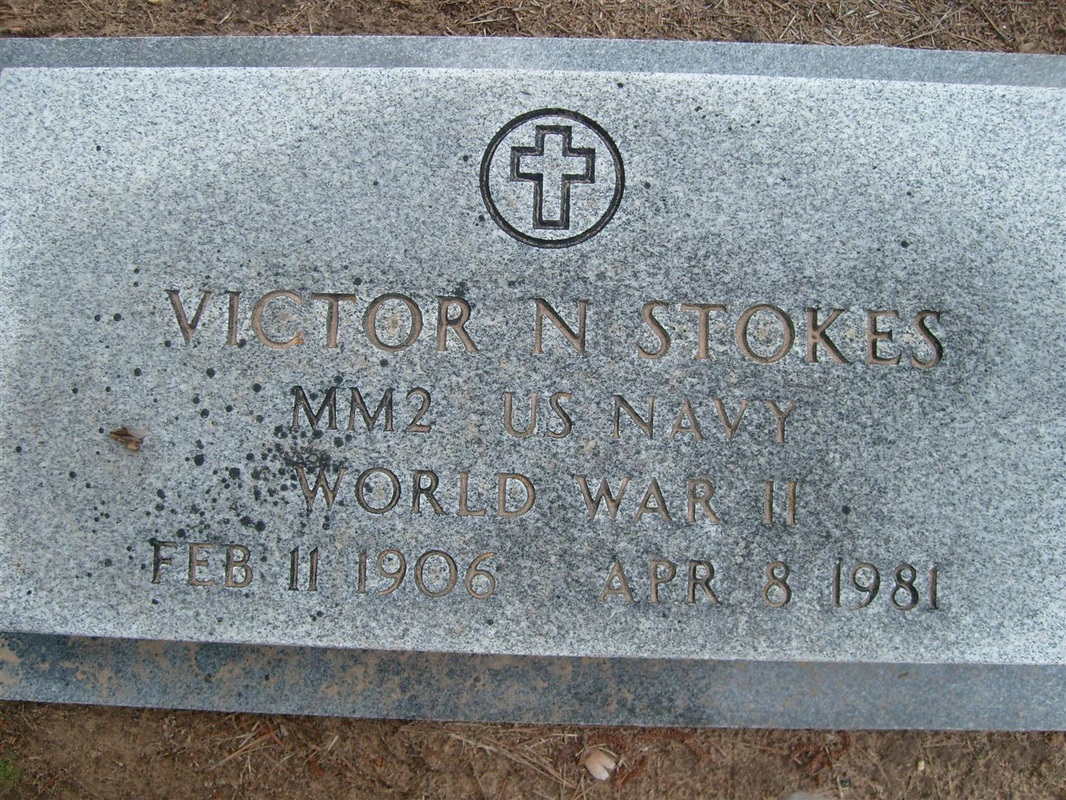 VICTOR N STOKES
MM2 US NAVY
WORLD WAR II
FEB 11 1906 APR 8 1981